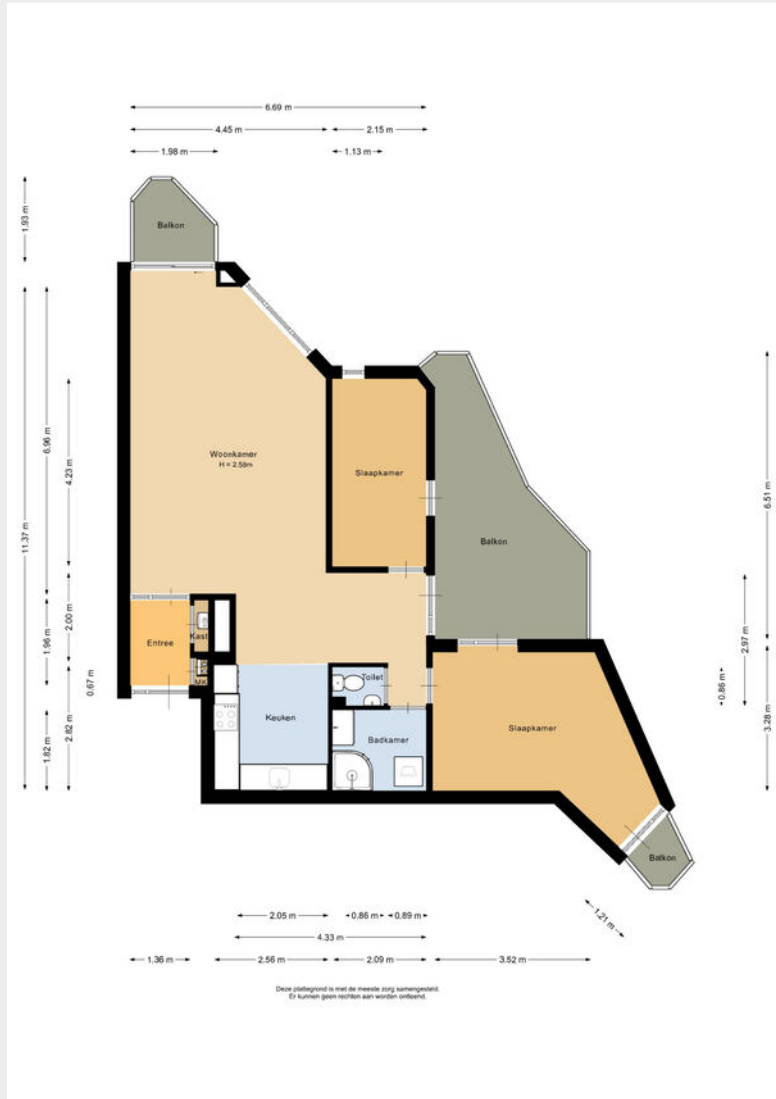 6.69 m
4.45 m
2.15 m
1.98 m
1.13 m
1.93 m
Balkon
11.37 m
6.96 m
4.23 m
6.51 m
Woonkamer
H = 2.58m
Slaapkamer
Balkon
2.00 m
1.96 m
2.97 m
Entree
Kast
MK
0.67 m
0.86 m
Toilet
2.82 m
1.82 m
3.28 m
Keuken
Badkamer
Slaapkamer
Balkon
1.21 m
2.05 m
0.86 m
0.89 m
4.33 m
1.36 m
2.56 m
2.09 m
3.52 m
Deze plattegrond is met de meeste zorg samengesteld.
Er kunnen geen rechten aan worden ontleend.